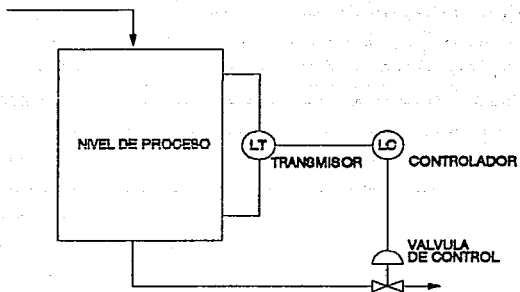 NIVEL DE PROCESO
LT
TRANSMISOR
LC
CONTROLADOR
VALVULA
DE CONTROL